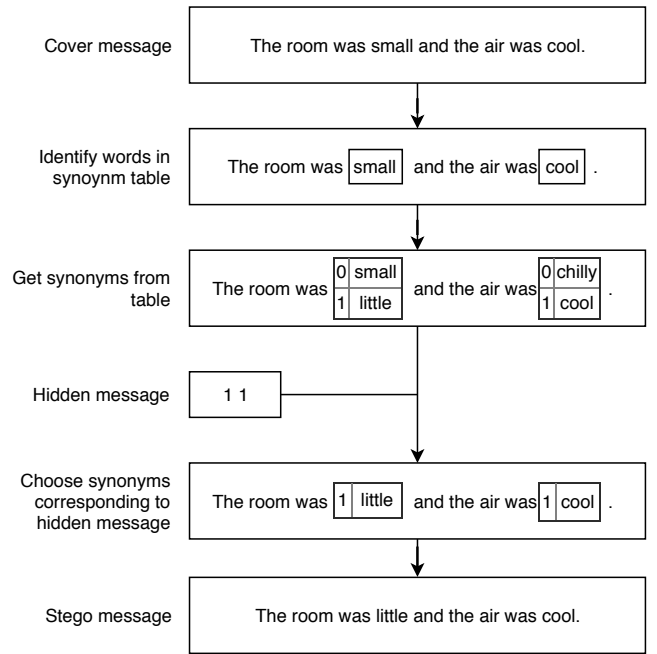 Cover message
The room was small and the air was cool.
Identify words in
synoynm table
The room was small and the air was cool .
Get synonyms from
table
The room was 0 small 1 little and the air was 0 chilly 1 cool .
Hidden message
1 1
Choose synonyms
corresponding to
hidden message
The room was 1 little and the air was 1 cool .
Stego message
The room was little and the air was cool.